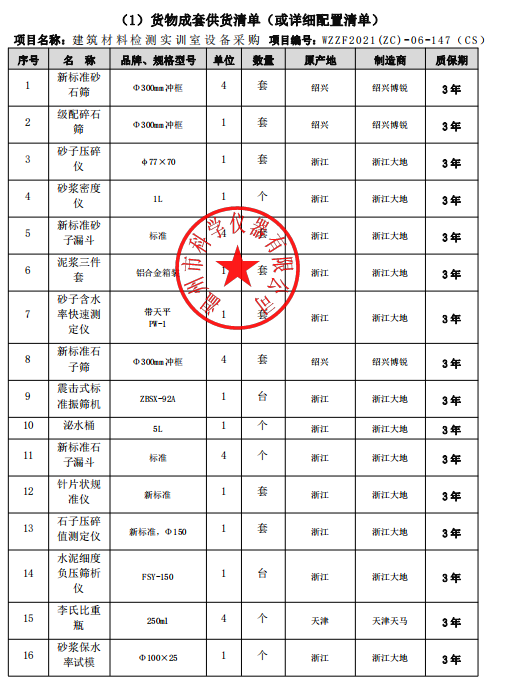 （1）货物成套供货清单（或详细配置清单）
项目名称：建筑材料检测实训室设备采购 项目编号：WZZF2021(ZC)-06-147（CS）
序号 名 称 品牌、规格型号 单位 数量 原产地 制造商 质保期
1 新标准砂石筛 Φ300mm冲框 4 套 绍兴 绍兴博锐 3年
2 级配碎石筛 Φ300mm冲框 1 套 绍兴 绍兴博锐 3年
3 砂子压碎仪 φ77×70 1 套 浙江 浙江大地 3年
4 砂浆密度仪 1L 1 个 浙江 浙江大地 3年
5 新标准砂子漏斗 标准 4 套 浙江 浙江大地 3年
6 泥浆三件套 铝合金箱装 1 套 浙江 浙江大地 3年
7 砂子含水率快速测定仪 带天平 PW-1 1 套 浙江 浙江大地 3年
8 新标准石子筛 Φ300mm冲框 4 套 绍兴 绍兴博锐 3年
9 震击式标准振筛机 ZBSX-92A 1 台 浙江 浙江大地 3年
10 泌水桶 5L 1 个 浙江 浙江大地 3年
11 新标准石子漏斗 标准 4 个 浙江 浙江大地 3年
12 针片状规准仪 新标准 1 套 浙江 浙江大地 3年
13 石子压碎值测定仪 新标准，Φ150 1 套 浙江 浙江大地 3年
14 水泥细度负压筛析仪 FSY-150 1 台 浙江 浙江大地 3年
15 李氏比重瓶 250ml 4 个 天津 天津天马 3年
16 砂浆保水率试模 Φ100×25 1 个 浙江 浙江大地 3年
温州市科学仪器有限公司